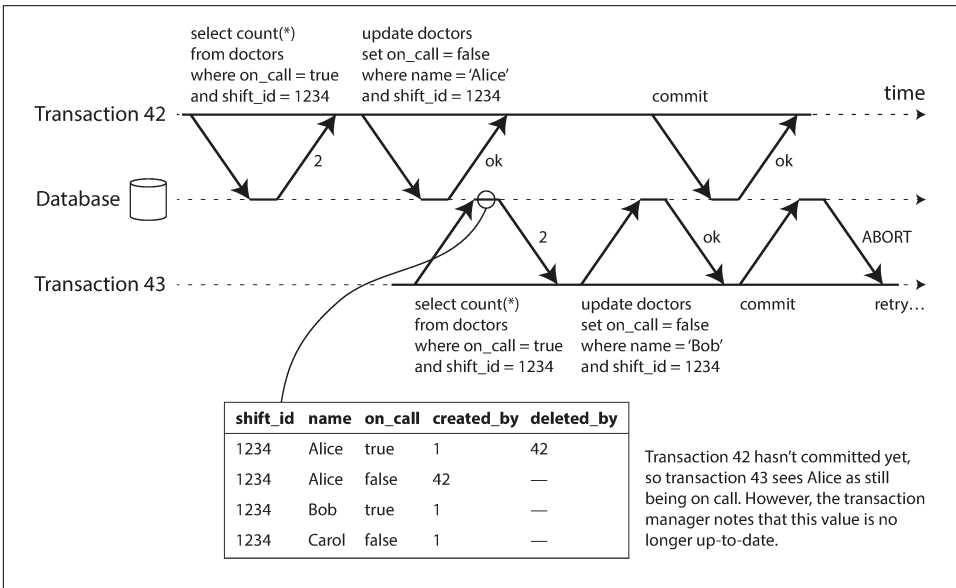 select count(*)
from doctors
where on_call = true
and shift_id = 1234
update doctors
set on_call = false
where name = ‘Alice’
and shift_id = 1234
commit
time
Transaction 42
2
ok
ok
Database
2
ok
ABORT
Transaction 43
select count(*)
from doctors
where on_call = true
and shift_id = 1234
update doctors
set on_call = false
where name = ‘Bob’
and shift_id = 1234
commit
retry…
shift_id name on_call created_by deleted_by
1234 Alice true 1 42
1234 Alice false 42 —
1234 Bob true 1 —
1234 Carol false 1 —
Transaction 42 hasn’t committed yet,
so transaction 43 sees Alice as still
being on call. However, the transaction
manager notes that this value is no
longer up-to-date.